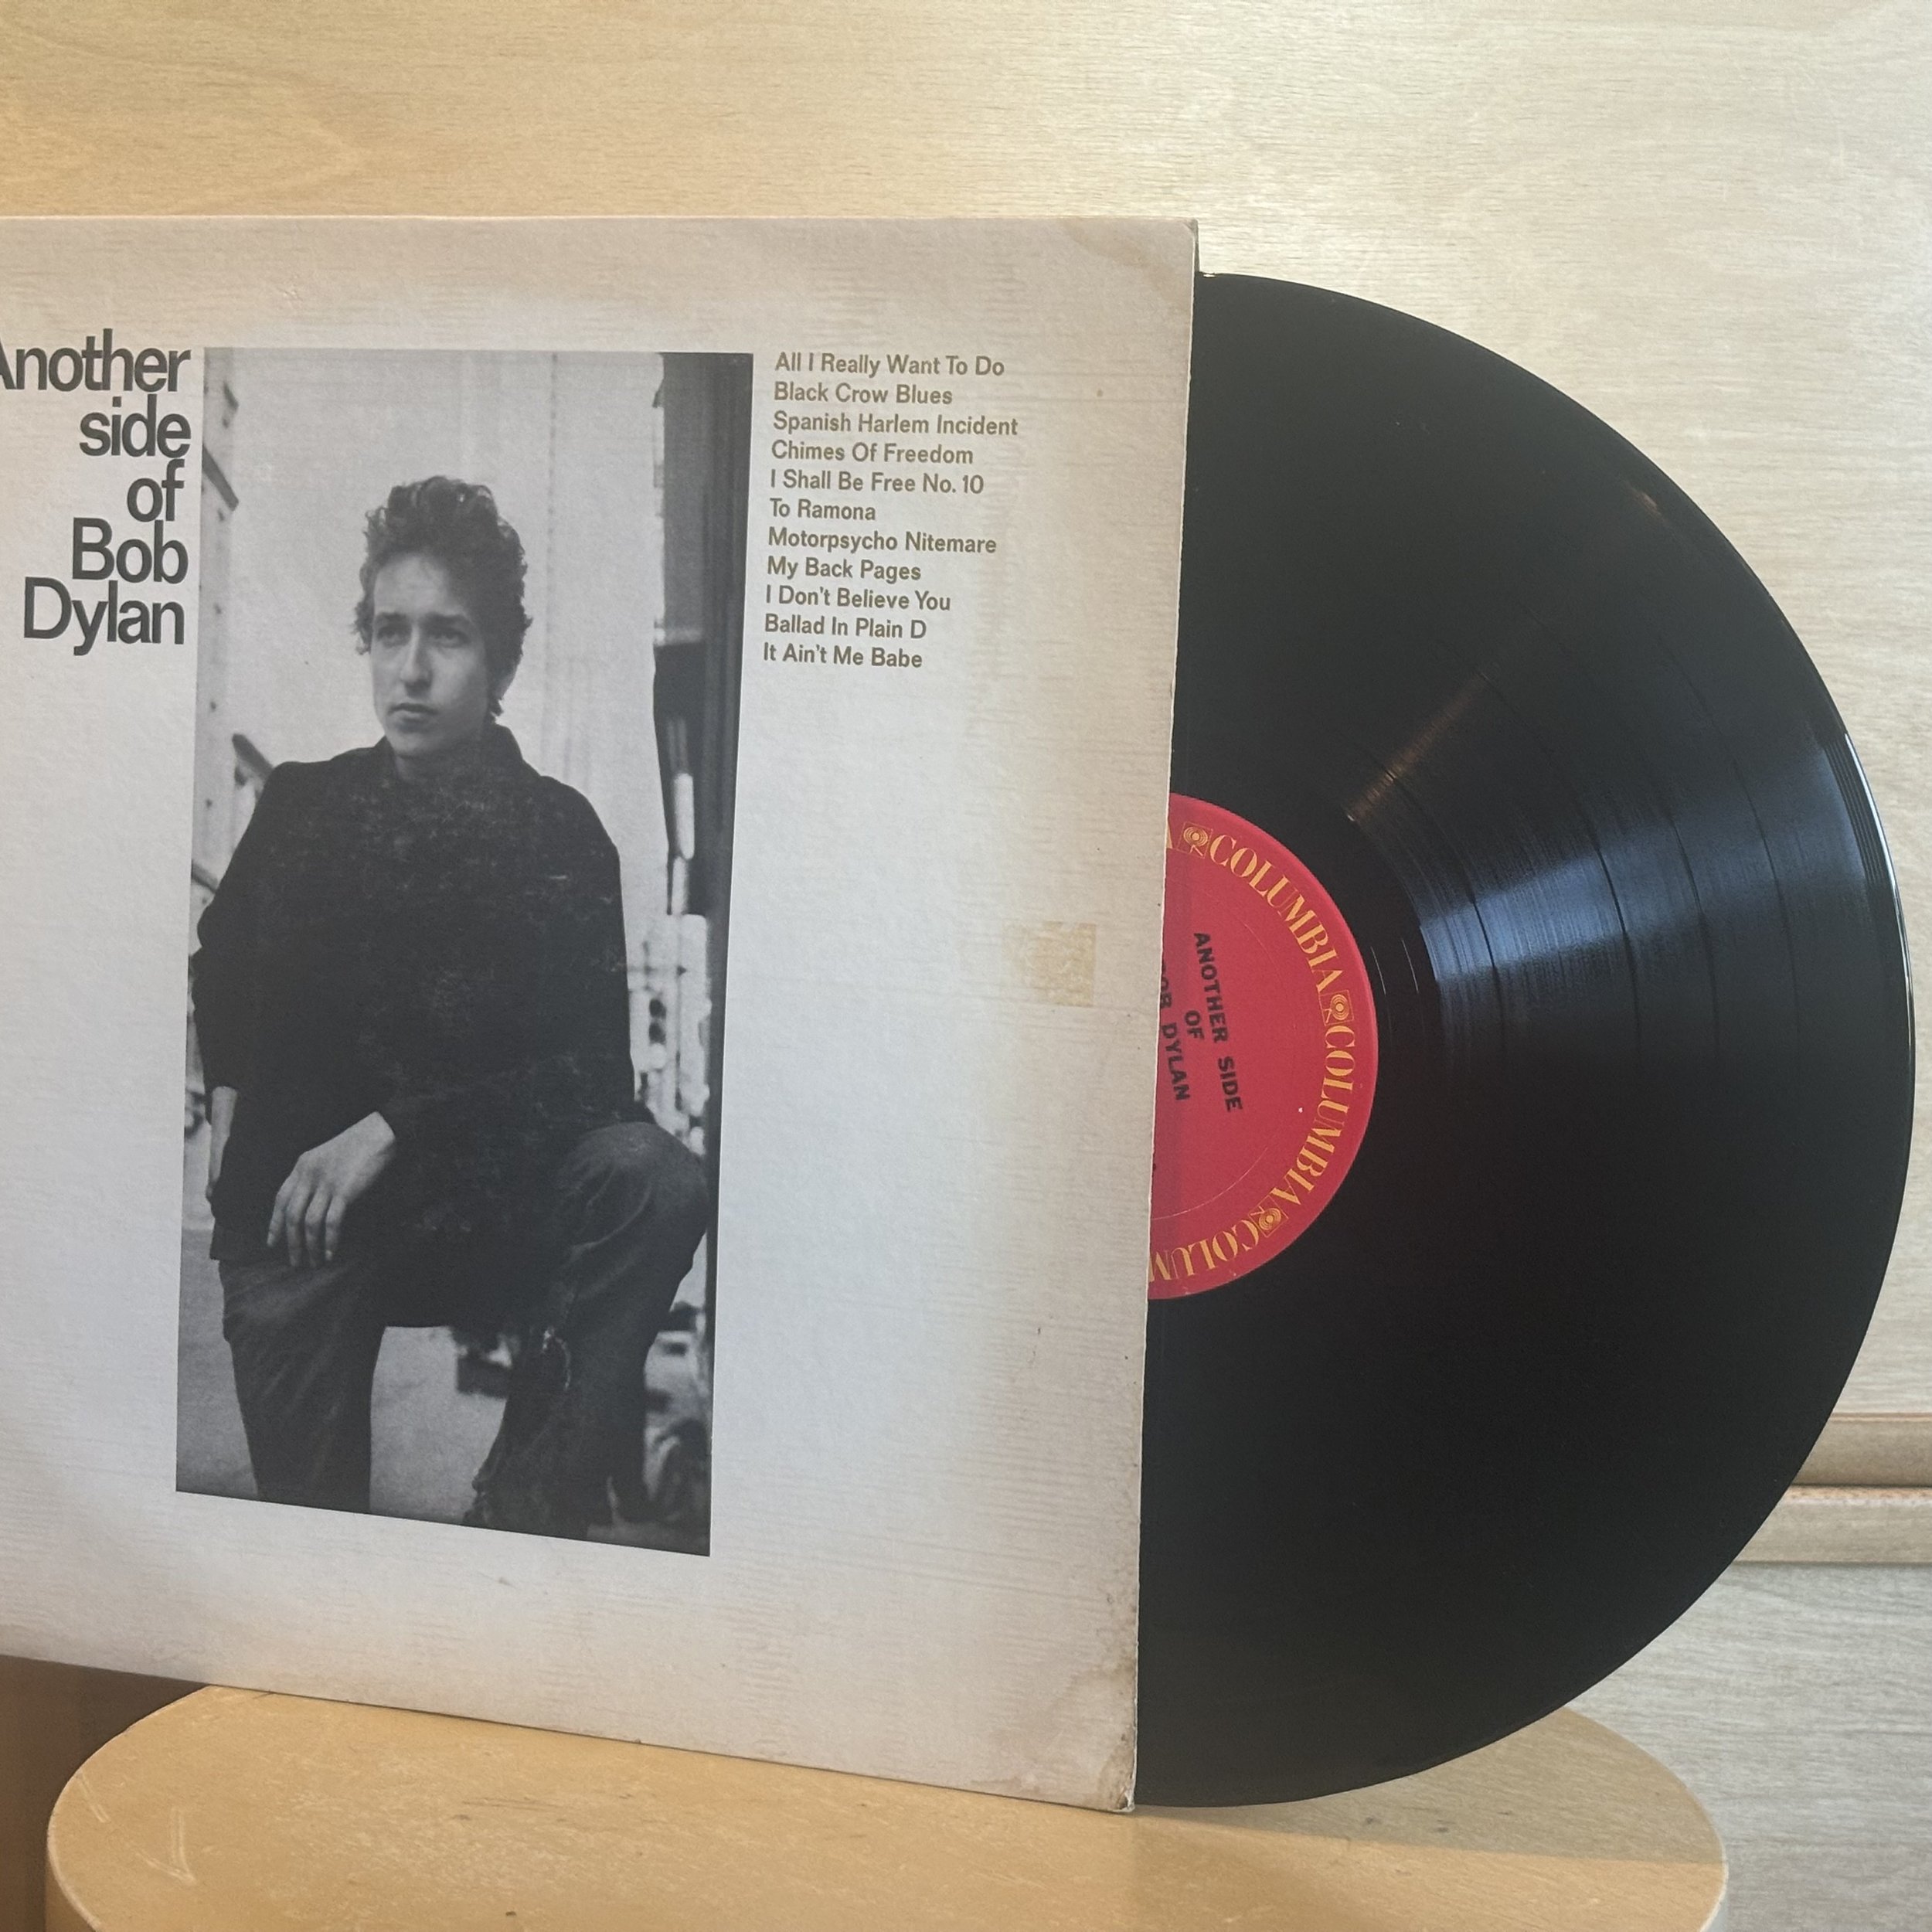 Another
side
of
Bob
Dylan
All I Really Want To Do
Black Crow Blues
Spanish Harlem Incident
Chimes Of Freedom
I Shall Be Free No. 10
To Ramona
Motorpsycho Nitemare
My Back Pages
I Don't Believe You
Ballad In Plain D
It Ain't Me Babe
COLUMBIA COLUMBIA
ANOTHER SIDE
OF
DYLAN